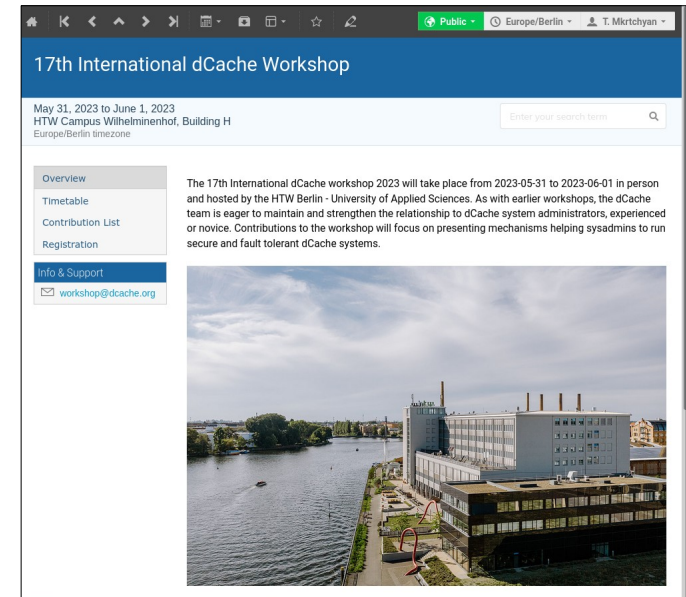 Public
Europe/Berlin
T. Mkrtchyan
17th International dCache Workshop
May 31, 2023 to June 1, 2023
HTW Campus Wilhelminenhof, Building H
Europe/Berlin timezone
Enter your search term
Overview
Timetable
Contribution List
Registration
Info & Support
workshop@dcache.org
The 17th International dCache workshop 2023 will take place from 2023-05-31 to 2023-06-01 in person
and hosted by the HTW Berlin - University of Applied Sciences. As with earlier workshops, the dCache
team is eager to maintain and strengthen the relationship to dCache system administrators, experienced
or novice. Contributions to the workshop will focus on presenting mechanisms helping sysadmins to run
secure and fault tolerant dCache systems.